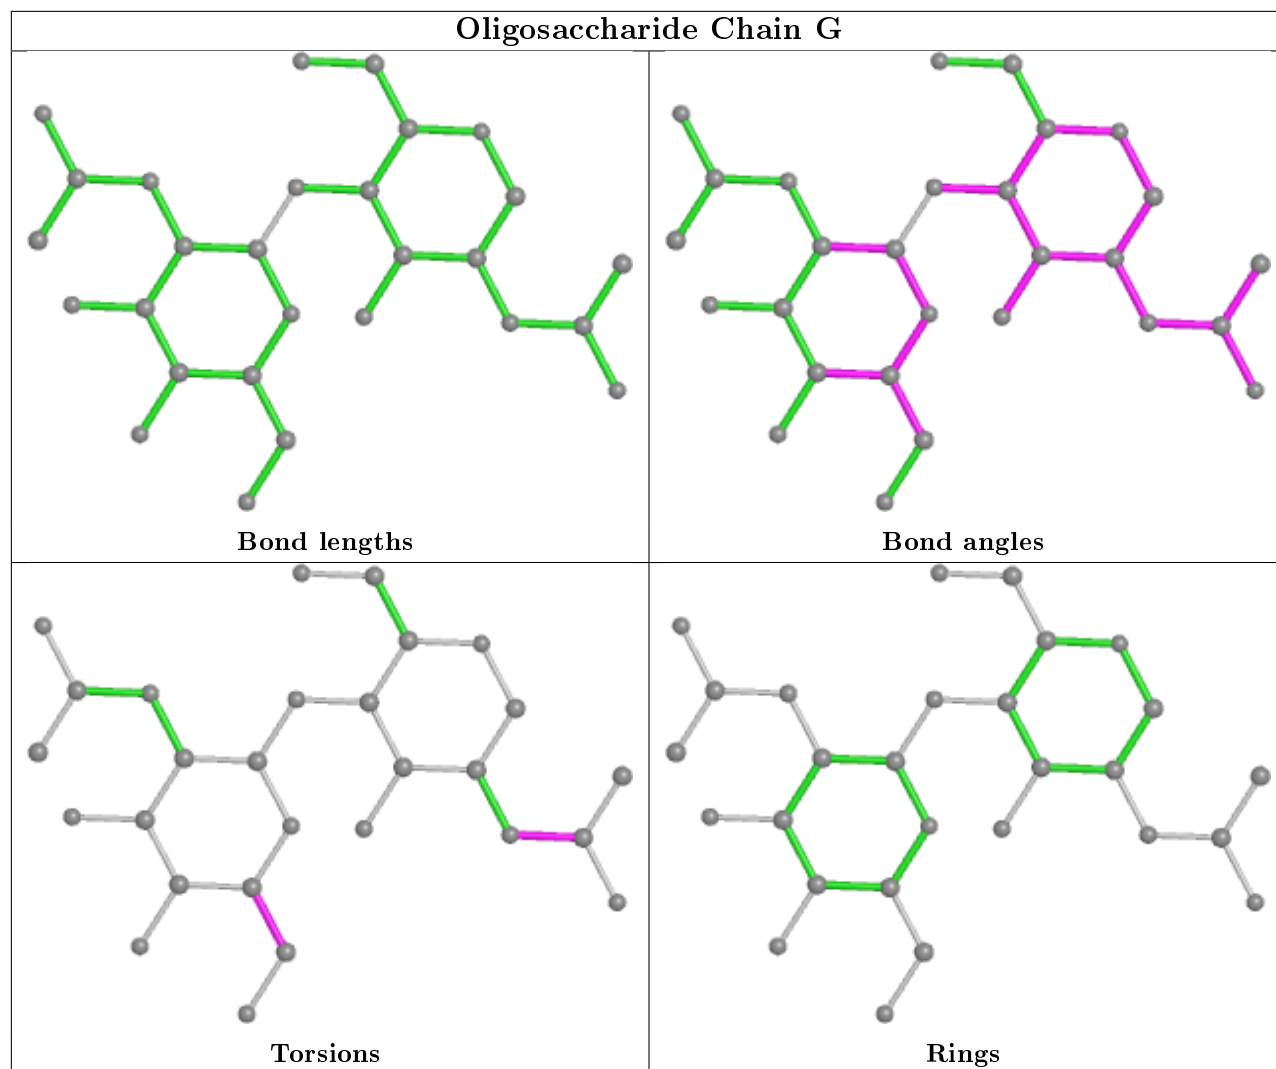 Oligosaccharide Chain G
Bond lengths
Bond angles
Torsions
Rings